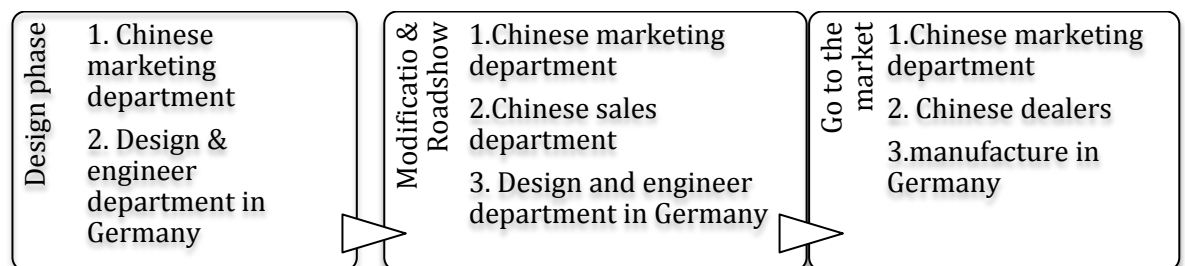 Design phase
1. Chinese
marketing
department
2. Design &
engineer
department in
Germany
Modificatio &
Roadshow
1.Chinese marketing
department
2.Chinese sales
department
3. Design and engineer
department in Germany
Go to the
market
1.Chinese marketing
department
2. Chinese dealers
3.manufacture in
Germany